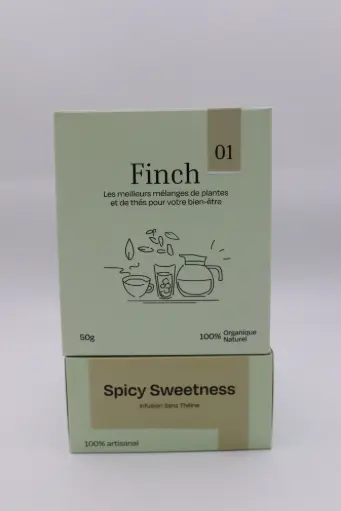 01
Finch
Les meilleurs mélanges de plantes
et de thés pour votre bien-être
50g
100% Organique
Naturel
Spicy Sweetness
Infusion Sans Théine
100% artisanal